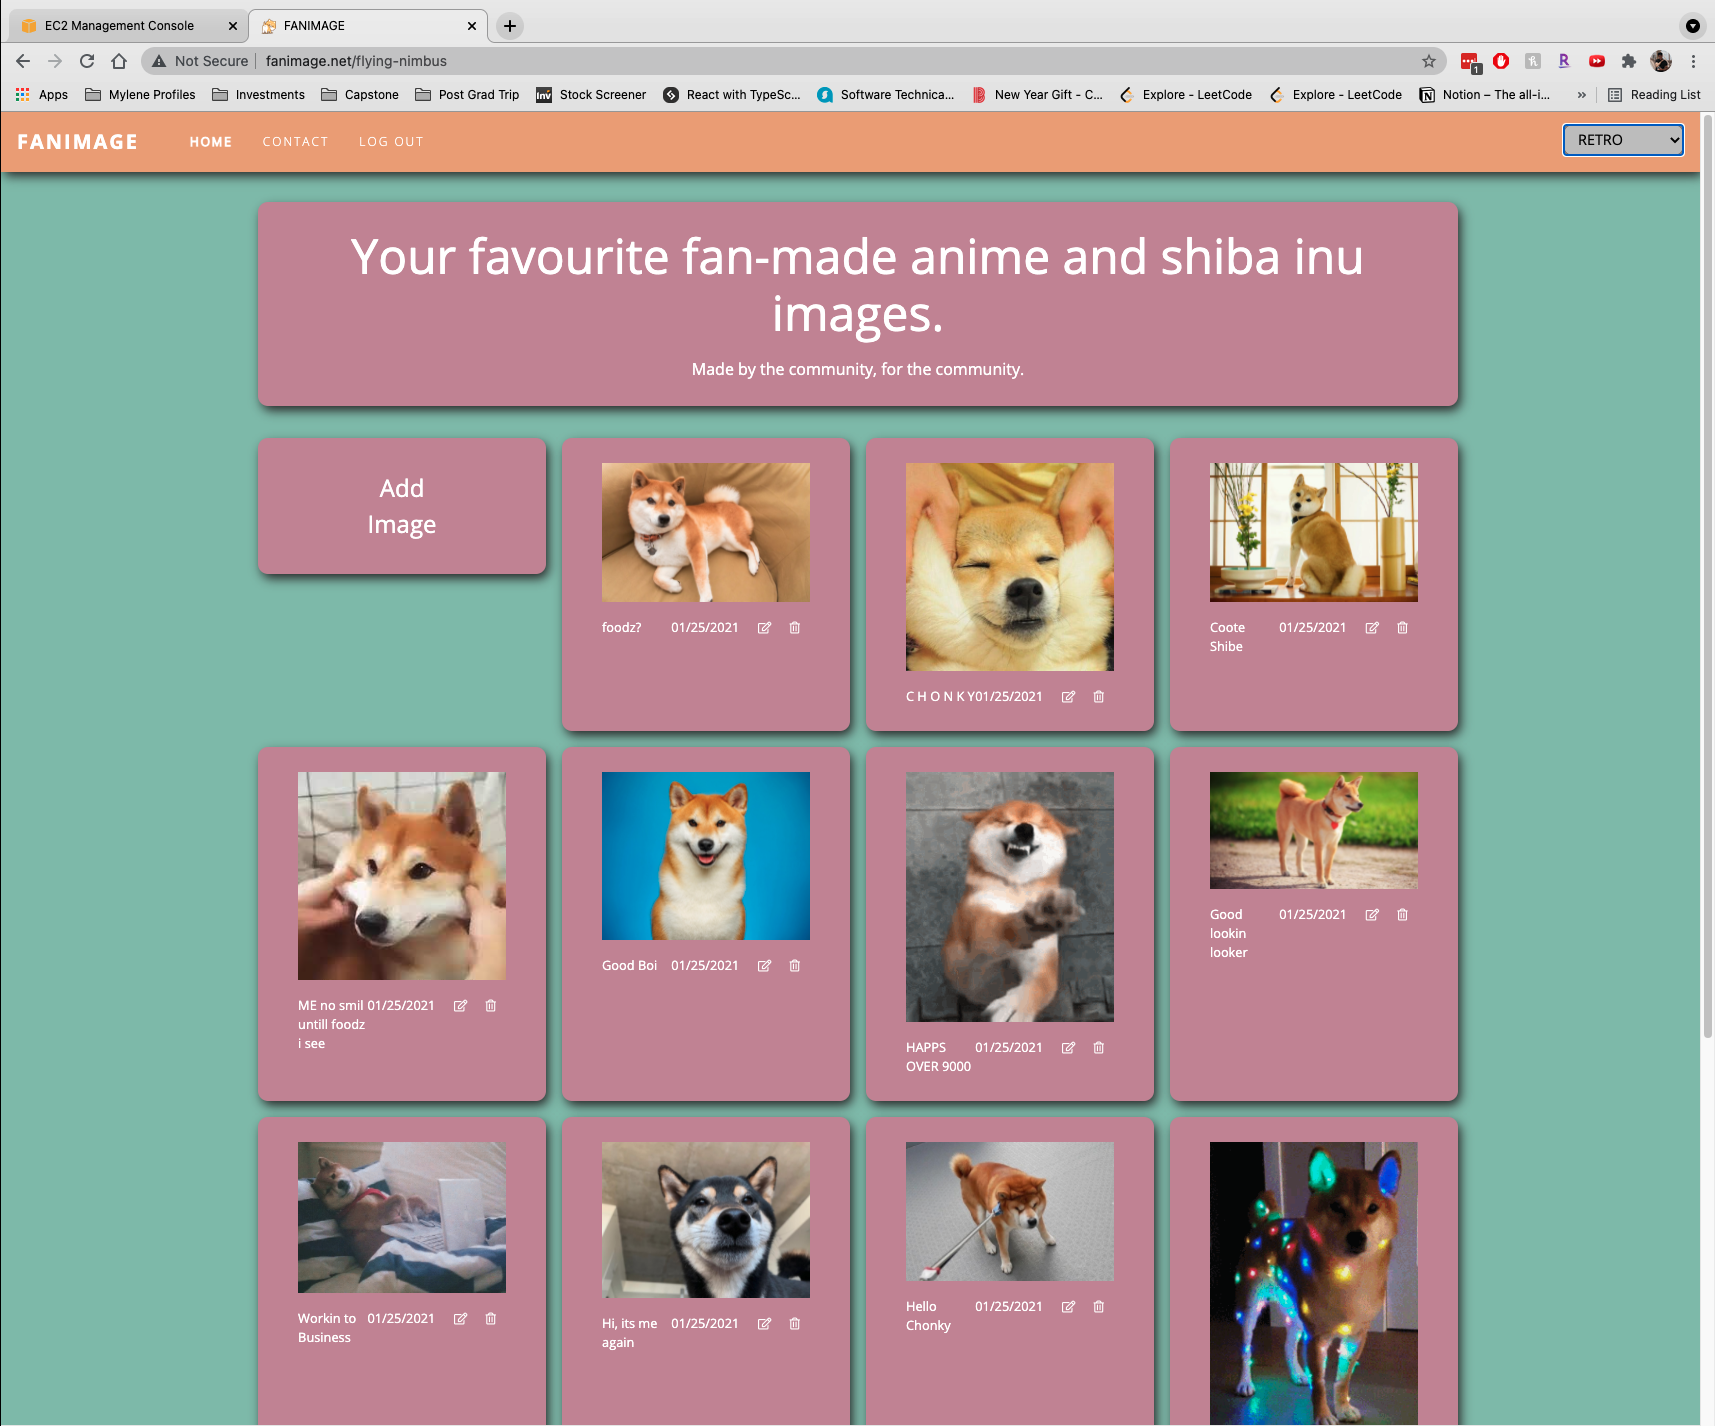 EC2 Management Console
FANIMAGE
Not Secure
fanimage.net/flying-nimbus
1
Apps
Mylene Profiles
Investments
Capstone
Post Grad Trip
Inv
Stock Screener
React with TypeSc...
Software Technica...
New Year Gift - C...
Explore - LeetCode
Explore - LeetCode
Notion – The all-i...
»
Reading List
FANIMAGE
HOME
CONTACT
LOG OUT
RETRO
Your favourite fan-made anime and shiba inu
images.
Made by the community, for the community.
Add
Image
foodz?
01/25/2021
C H O N K Y
01/25/2021
Coote
Shibe
01/25/2021
ME no smil
untill foodz
i see
01/25/2021
Good Boi
01/25/2021
HAPPS
OVER 9000
01/25/2021
Good
lookin
looker
01/25/2021
Workin to
Business
01/25/2021
Hi, its me
again
01/25/2021
Hello
Chonky
01/25/2021